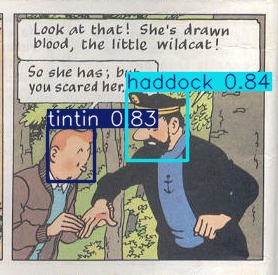 Look at that! She's drawn
blood, the little wildcat!
So she has; but
you scared her.
haddock 0.84
tintin 0.83